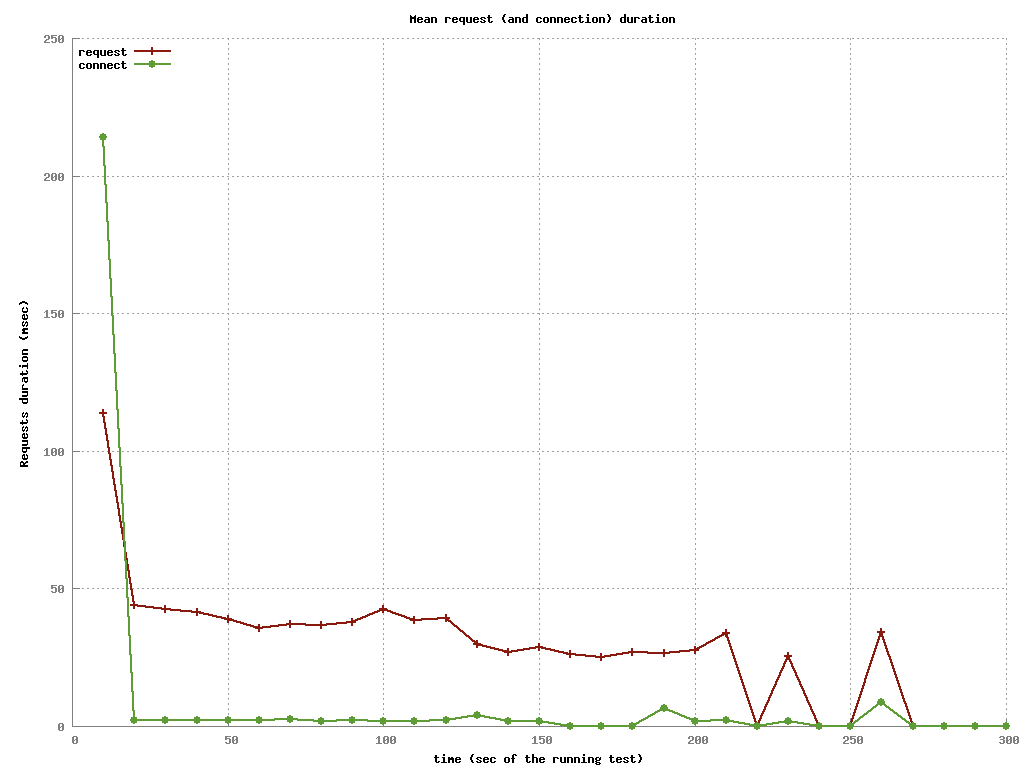 Mean request (and connection) duration
250
request
connect
200
150
Requests duration (msec)
100
50
0
0 50 100 150 200 250 300
time (sec of the running test)